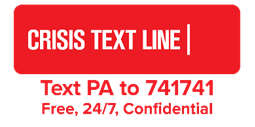 CRISIS TEXT LINE |
Text PA to 741741
Free, 24/7, Confidential